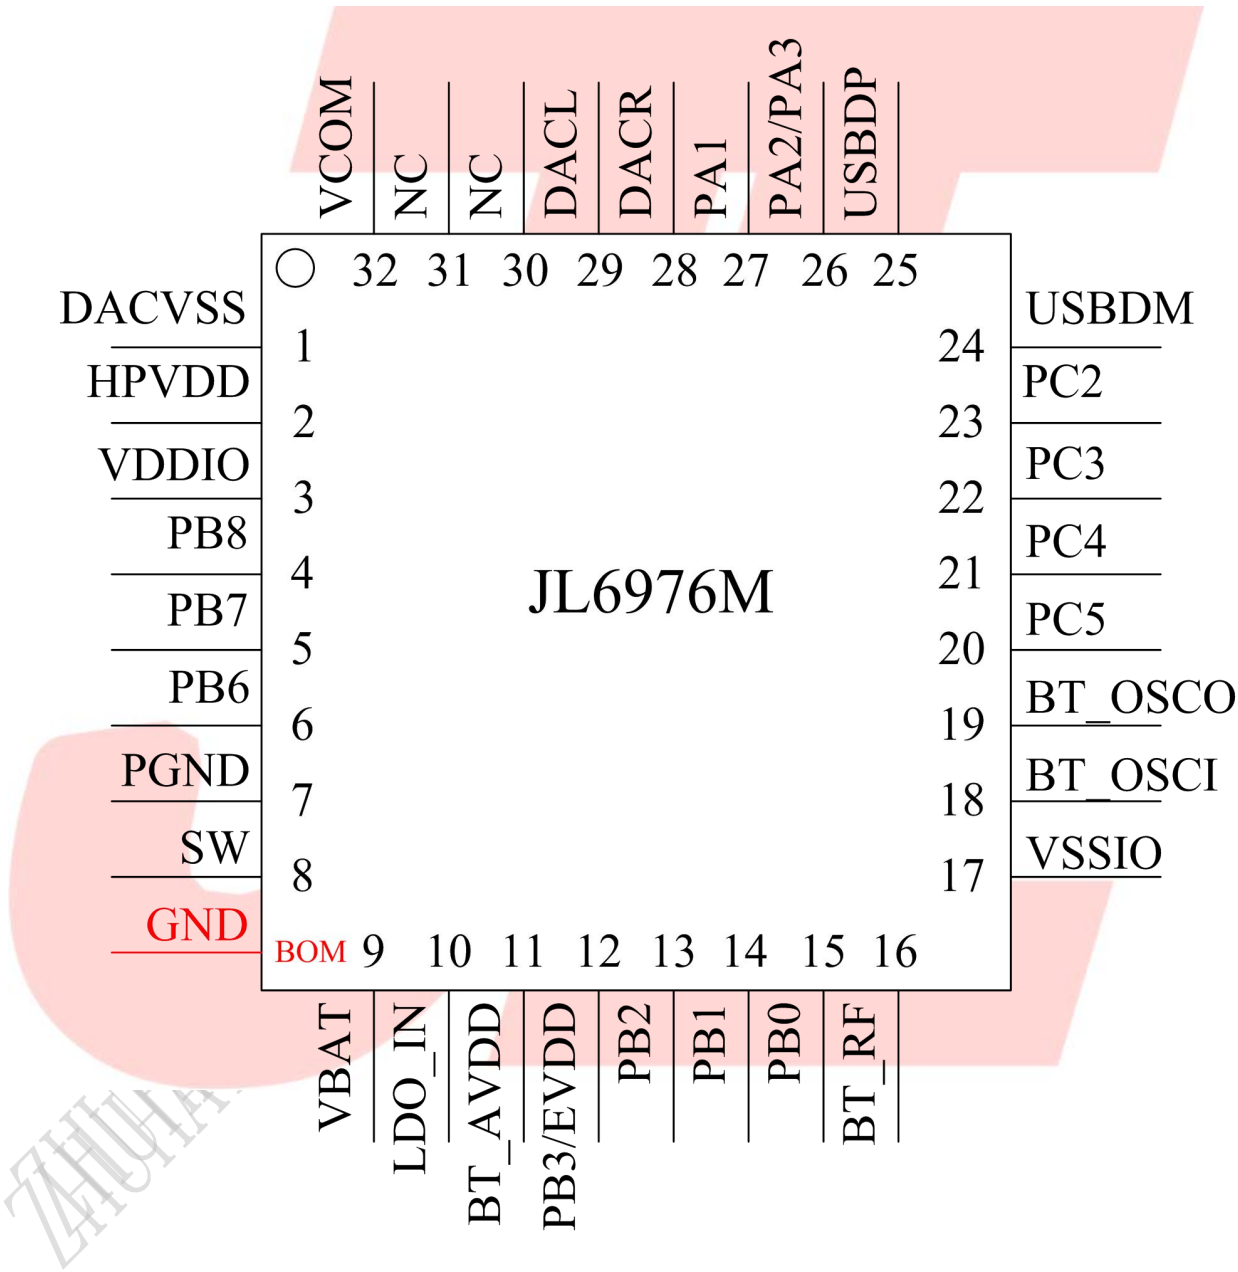 VCOM
NC
NC
DACL
DACR
PA1
PA2/PA3
USBDP
32 31 30 29 28 27 26 25
DACVSS
1
HPVDD
2
VDDIO
3
PB8
4
PB7
5
PB6
6
PGND
7
SW
8
GND
BOM
JL6976M
USBDM
24
PC2
23
PC3
22
PC4
21
PC5
20
BT_OSCO
19
BT_OSCI
18
VSSIO
17
9 10 11 12 13 14 15 16
VBAT
LDO_IN
BT_AVDD
PB3/EVDD
PB2
PB1
PB0
BT_RF